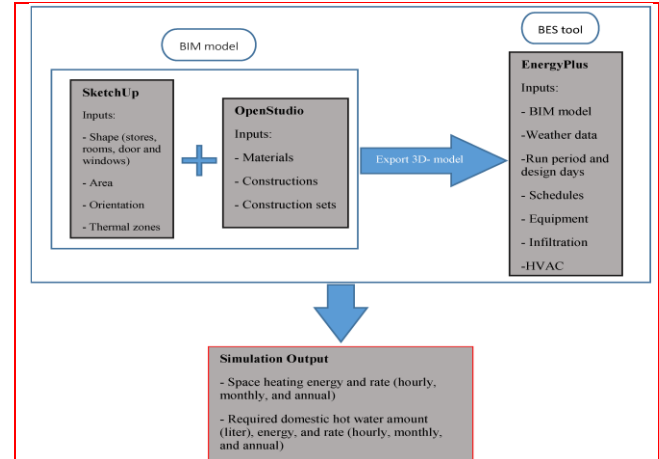 BIM model
BES tool
SketchUp
Inputs:
- Shape (stores,
rooms, door and
windows)
- Area
- Orientation
- Thermal zones
OpenStudio
Inputs:
- Materials
- Constructions
- Construction sets
Export 3D- model
EnergyPlus
Inputs:
- BIM model
-Weather data
-Run period and
design days
- Schedules
- Equipment
- Infiltration
-HVAC
Simulation Output
- Space heating energy and rate (hourly,
monthly, and annual)
- Required domestic hot water amount
(liter), energy, and rate (hourly, monthly,
and annual)